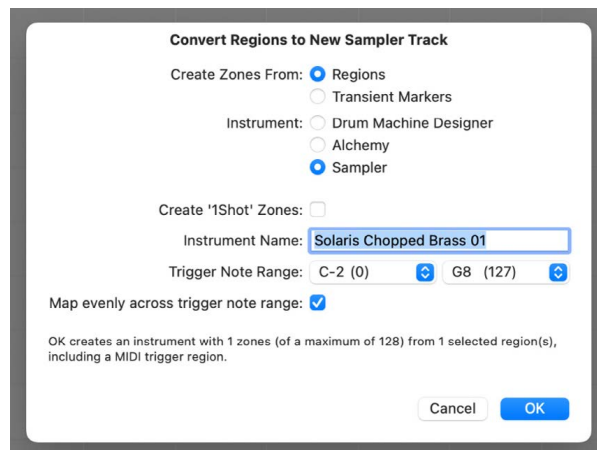 Convert Regions to New Sampler Track
Create Zones From: Regions
Transient Markers
Instrument: Drum Machine Designer
Alchemy
Sampler
Create '1Shot' Zones:
Instrument Name: Solaris Chopped Brass 01
Trigger Note Range: C-2 (0) G8 (127)
Map evenly across trigger note range:
OK creates an instrument with 1 zones (of a maximum of 128) from 1 selected region(s),
including a MIDI trigger region.
Cancel OK